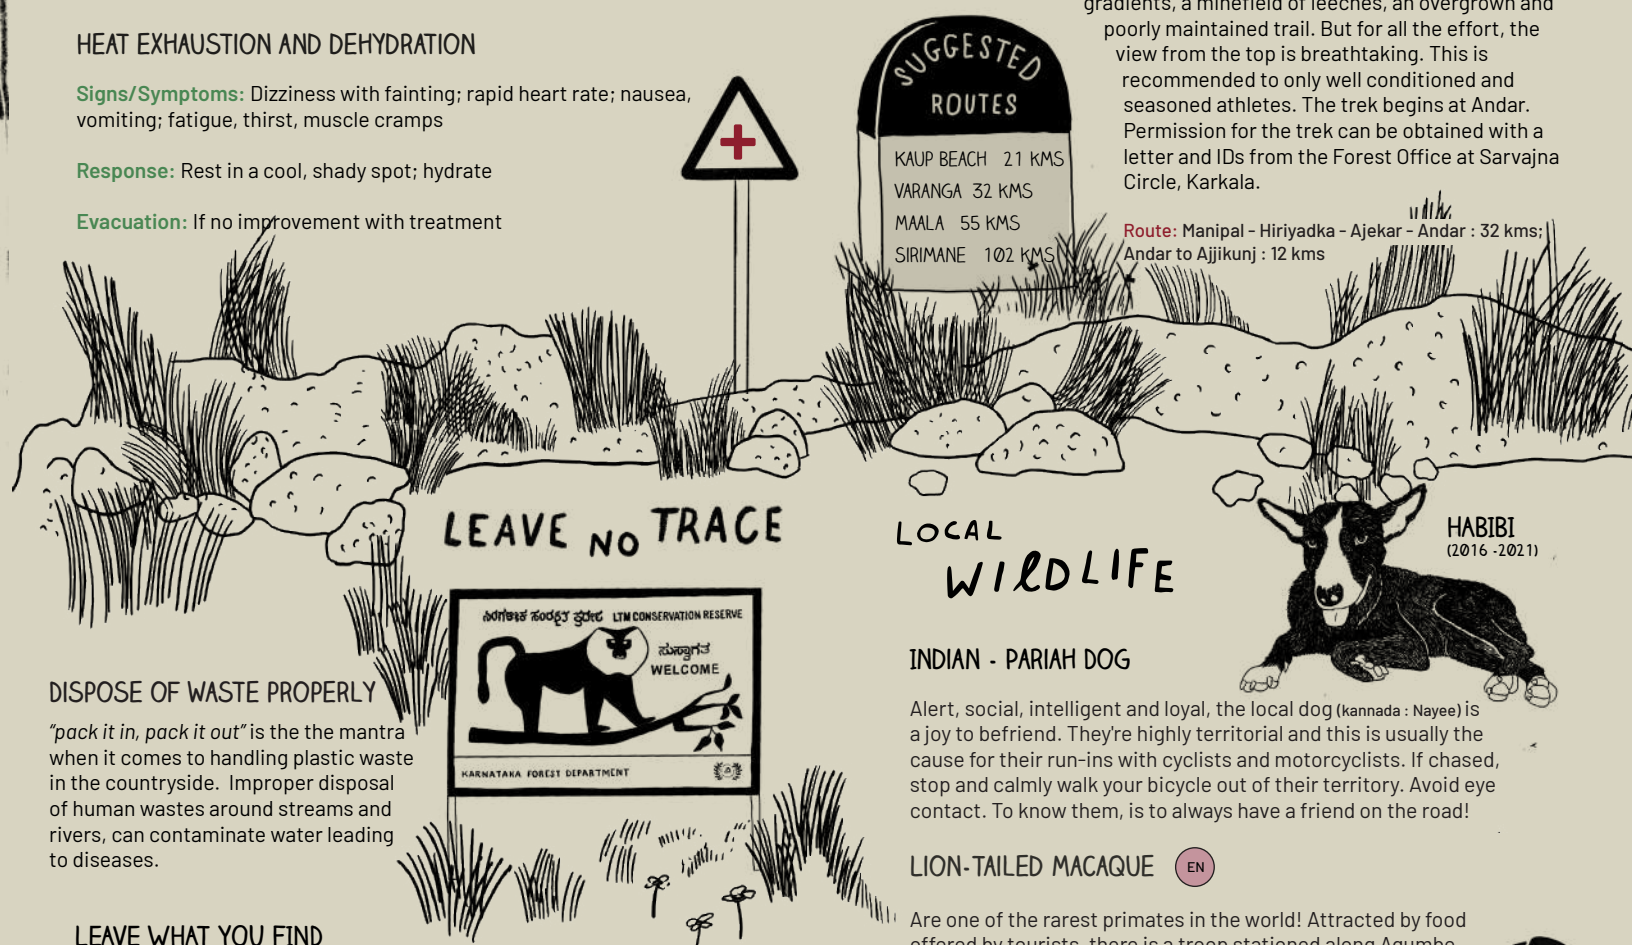 HEAT EXHAUSTION AND DEHYDRATION
Signs/Symptoms: Dizziness with fainting; rapid heart rate; nausea,
vomiting; fatigue, thirst, muscle cramps
Response: Rest in a cool, shady spot; hydrate
Evacuation: If no improvement with treatment
SUGGESTED
ROUTES
KAUP BEACH 21 KMS
VARANGA 32 KMS
MAALA 55 KMS
SIRIMANE 102 KMS
gradients, a minefield of leeches, an overgrown and
poorly maintained trail. But for all the effort, the
view from the top is breathtaking. This is
recommended to only well conditioned and
seasoned athletes. The trek begins at Andar.
Permission for the trek can be obtained with a
letter and IDs from the Forest Office at Sarvajna
Circle, Karkala.
Route: Manipal - Hiriyadka - Ajekar - Andar : 32 kms;
Andar to Ajjikunj : 12 kms
LEAVE NO TRACE
LTM CONSERVATION RESERVE
ಸುಸ್ವಾಗತ
WELCOME
KARNATAKA FOREST DEPARTMENT
DISPOSE OF WASTE PROPERLY
“pack it in, pack it out” is the the mantra
when it comes to handling plastic waste
in the countryside. Improper disposal
of human wastes around streams and
rivers, can contaminate water leading
to diseases.
LEAVE WHAT YOU FIND
LOCAL
WILDLIFE
HABIBI
(2016 -2021)
INDIAN - PARIAH DOG
Alert, social, intelligent and loyal, the local dog (kannada : Nayee) is
a joy to befriend. They're highly territorial and this is usually the
cause for their run-ins with cyclists and motorcyclists. If chased,
stop and calmly walk your bicycle out of their territory. Avoid eye
contact. To know them, is to always have a friend on the road!
LION-TAILED MACAQUE EN
Are one of the rarest primates in the world! Attracted by food
offered by tourists, there is a troop stationed along Agumbe